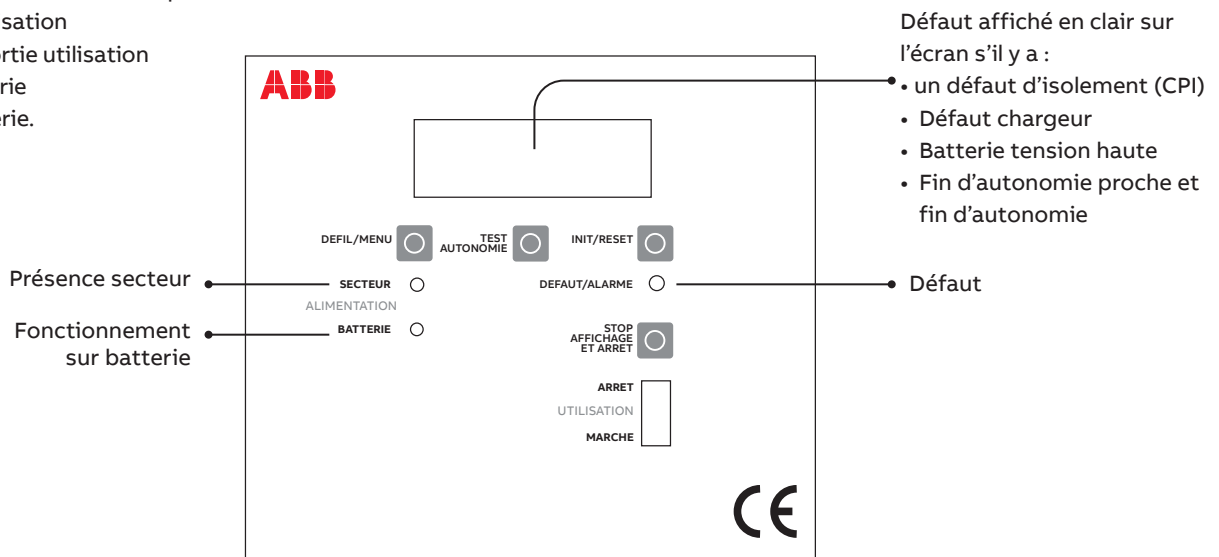 isation
rtie utilisation
rie
érie.
ABB
Défaut affiché en clair sur
l'écran s'il y a :
• un défaut d'isolement (CPI)
• Défaut chargeur
• Batterie tension haute
• Fin d'autonomie proche et
fin d'autonomie
DEFIL/MENU
TEST
AUTONOMIE
INIT/RESET
Présence secteur
SECTEUR
DEFAUT/ALARME
Défaut
ALIMENTATION
Fonctionnement
sur batterie
BATTERIE
STOP
AFFICHAGE
ET ARRET
ARRET
UTILISATION
MARCHE
CE